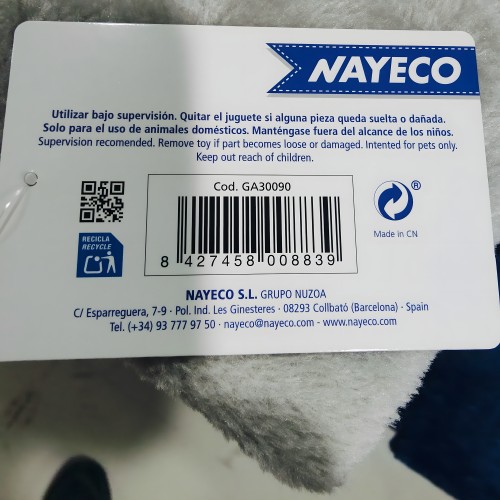 NAYECO
Utilizar bajo supervisión. Quitar el juguete si alguna pieza queda suelta o dañada.
Solo para el uso de animales domésticos. Manténgase fuera del alcance de los niños.
Supervision recomended. Remove toy if part becomes loose or damaged. Intented for pets only.
Keep out reach of children.
Cod. GA30090
8 427458 008839
®
Made in CN
RECICLA
RECYCLE
NAYECO S.L. GRUPO NUZOA
C/ Esparreguera, 7-9 · Pol. Ind. Les Ginesteres · 08293 Collbató (Barcelona) · Spain
Tel. (+34) 93 777 97 50 · nayeco@nayeco.com - www.nayeco.com